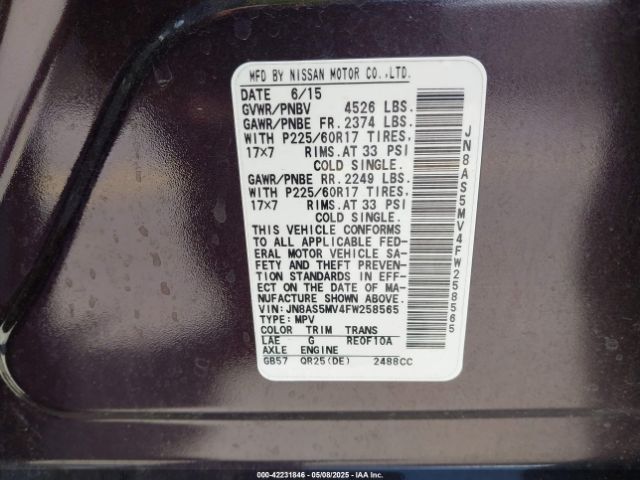 MFD BY NISSAN MOTOR CO.,LTD.
DATE 6/15
GVWR/PNBV 4526 LBS.
GAWR/PNBE FR. 2374 LBS.
WITH P225/60R17 TIRES,
17×7 RIMS.AT 33 PSI
COLD SINGLE.
GAWR/PNBE RR. 2249 LBS.
WITH P225/60R17 TIRES,
17×7 RIMS.AT 33 PSI
COLD SINGLE.
THIS VEHICLE CONFORMS
TO ALL APPLICABLE FED-
ERAL MOTOR VEHICLE SA-
FETY AND THEFT PREVEN-
TION STANDARDS IN EFF-
ECT ON THE DATE OF MA-
NUFACTURE SHOWN ABOVE.
VIN: JN8AS5MV4FW258565
TYPE: MPV
COLOR TRIM TRANS
LAE G RE0F10A
AXLE ENGINE
GB57 QR25(DE) 2488CC
JN8AS5MV4FW258565
000-42231846 - 05/08/2025 - IAA Inc.